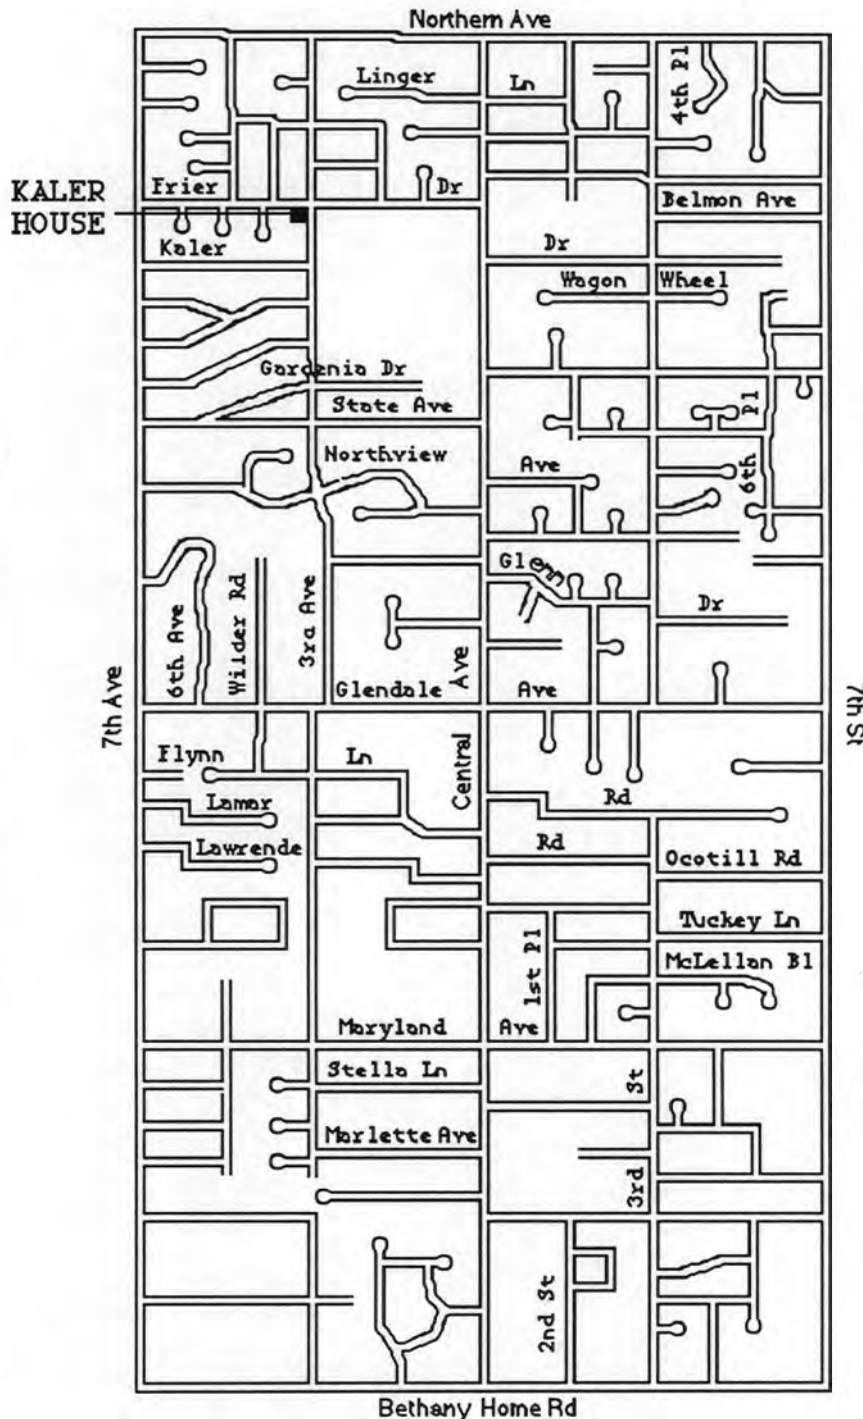 Northern Ave
Linger
Ln
4th Pl
KALER
HOUSE
Frier
Dr
Belmon Ave
Kaler
Dr
Wagon Wheel
Gardenia Dr
State Ave
6th Pl
Northview
Ave
Glenn
Dr
6th Ave
Wilder Rd
3rd Ave
Glendale
Ave
Central Ave
7th Ave
7th St
Flynn
Ln
Lamar
Rd
Lawrende
Rd
Ocotill Rd
Tuckey Ln
McLellan Bl
1st Pl
Maryland
Ave
Stella Ln
3rd St
Marlette Ave
2nd St
Bethany Home Rd